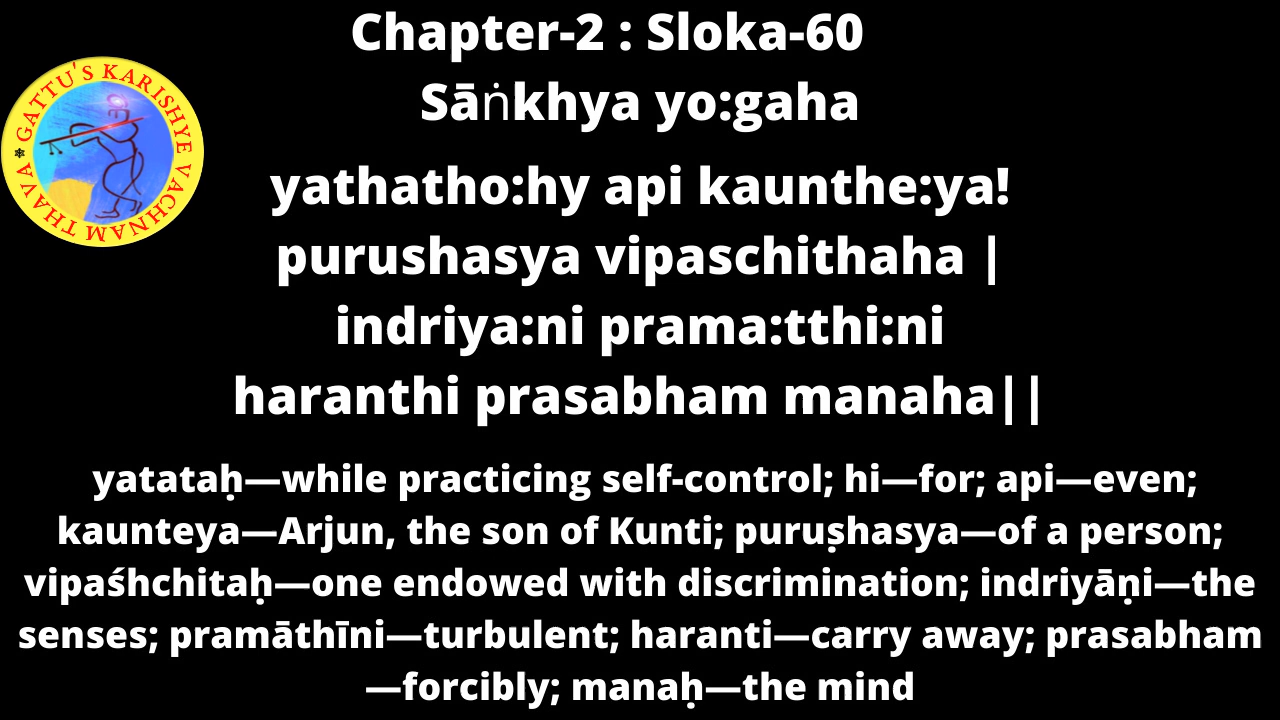 Chapter-2 : Sloka-60
Sāṅkhya yo:gaha
GATTU'S KARISHYE VACHNAM THAVA
yathatho:hy api kaunthe:ya!
purushasya vipaschithaha |
indriya:ni prama:tthi:ni
haranthi prasabham manaha||
yatataḥ—while practicing self-control; hi—for; api—even;
kaunteya—Arjun, the son of Kunti; puruṣhasya—of a person;
vipaśhchitaḥ—one endowed with discrimination; indriyāṇi—the
senses; pramāthīni—turbulent; haranti—carry away; prasabham
—forcibly; manaḥ—the mind